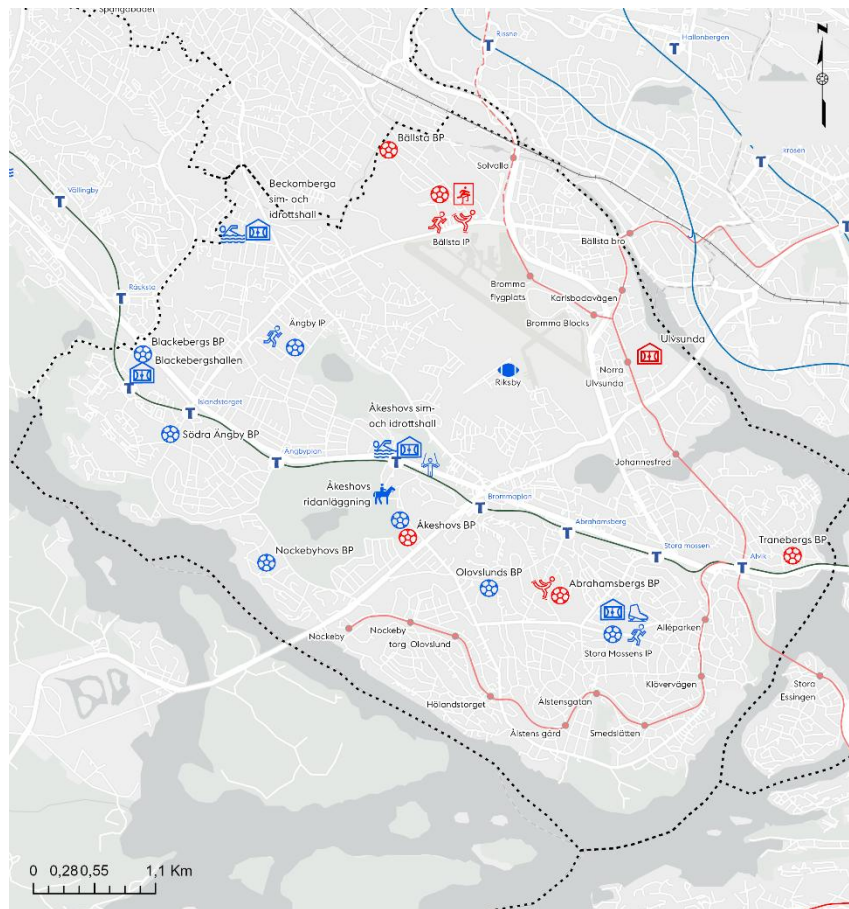 Spångabadet
Rissne
T
Hallonbergen
T
N
Bällsta BP
Solvalla
T
Vällingby
T
Beckomberga
sim- och
idrottshall
Bällsta IP
Bällsta bro
T
Råcksta
T
Bromma
flygplats
Karlsbodavägen
Bromma Blocks
Ängby IP
Blackebergs BP
Blackebergshallen
T
Ulvsunda
Norra
Ulvsunda
Riksby
Islandstorget
T
Södra Ängby BP
Åkeshovs sim-
och idrottshall
Ängbyplan
T
T
Johannesfred
Åkeshovs
ridanläggning
Brommaplan
T
Åkeshovs BP
Abrahamsberg
T
Stora mossen
T
Alvik
T
Tranebergs BP
Nockebyhovs BP
Olovslunds BP
Abrahamsbergs BP
Stora Mossens IP
Alléparken
Nockeby
Nockeby
torg
Olovslund
Klövervägen
Stora
Essingen
Höländstorget
Ålstensgatan
Ålstens gård
Smedslätten
0 0,28 0,55 1,1 Km